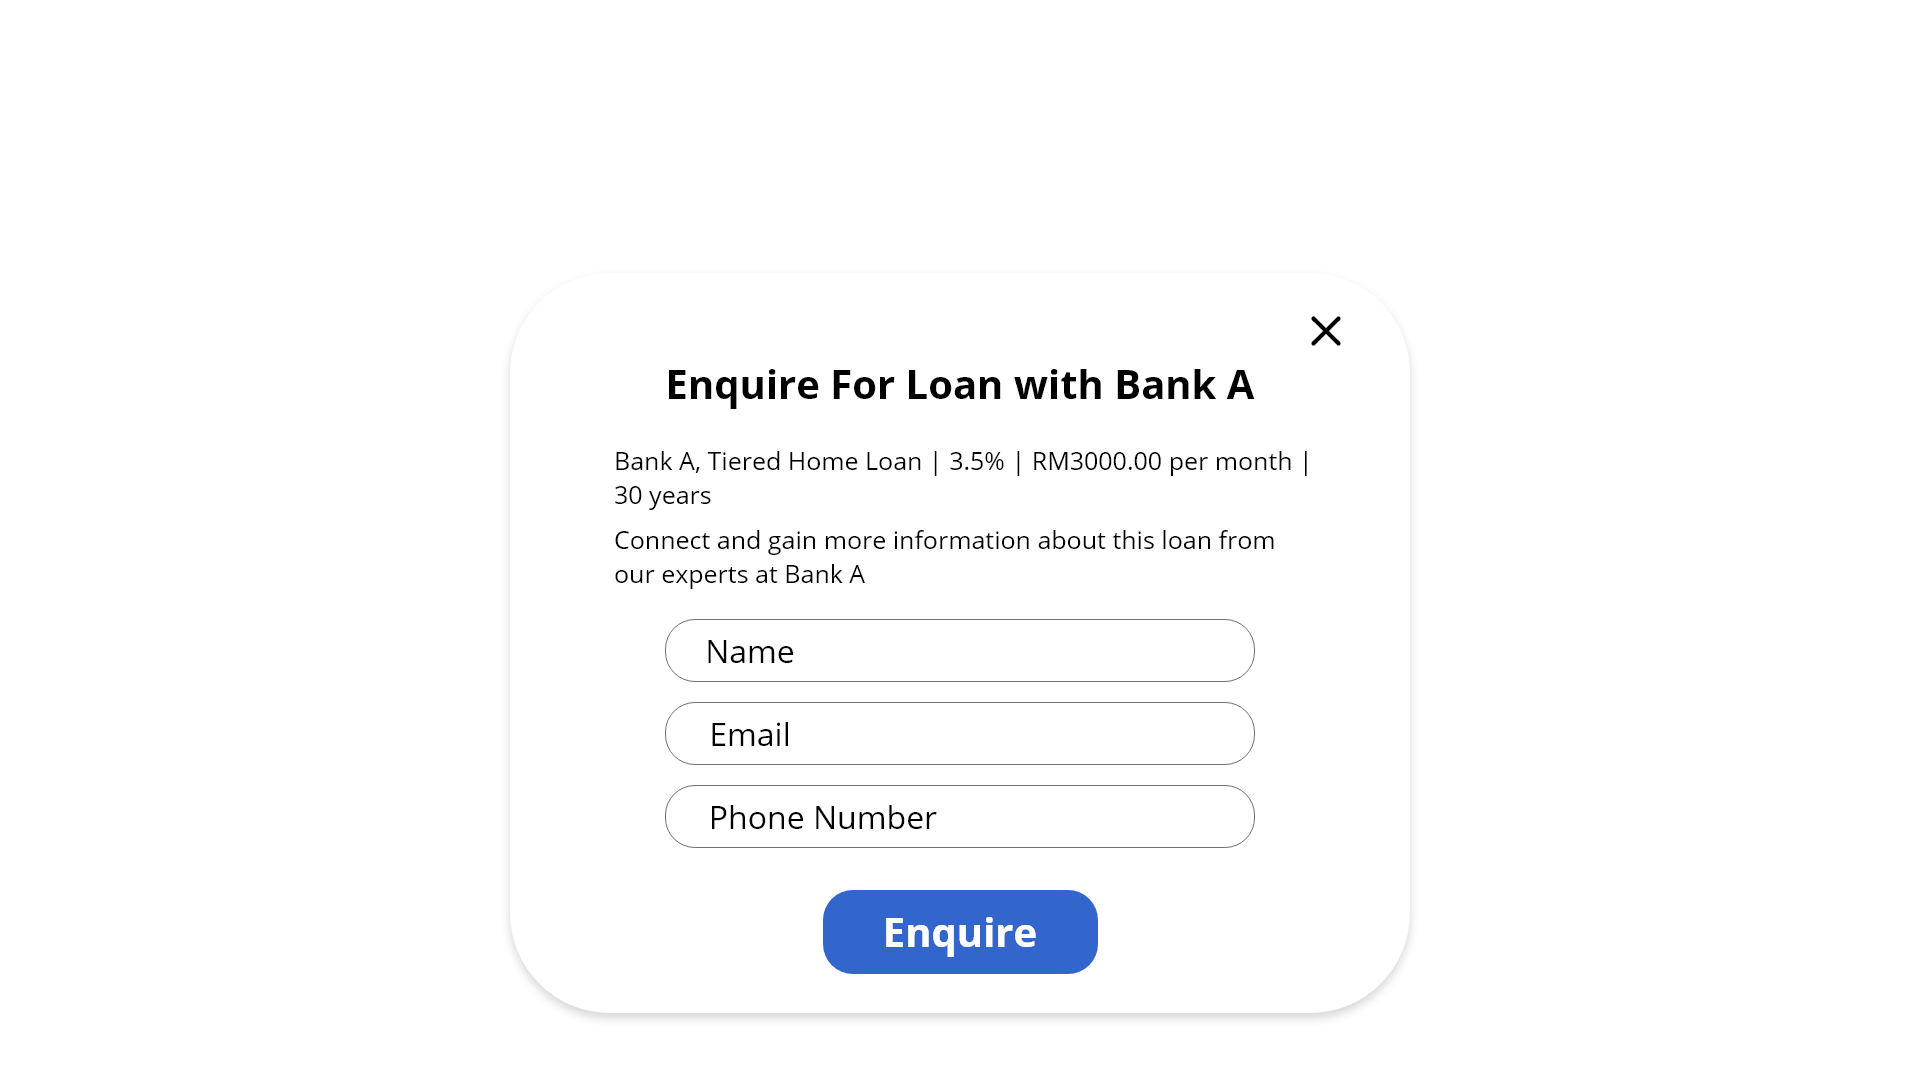 Enquire For Loan with Bank A
Bank A, Tiered Home Loan | 3.5% | RM3000.00 per month |
30 years
Connect and gain more information about this loan from
our experts at Bank A
Name
Email
Phone Number
Enquire